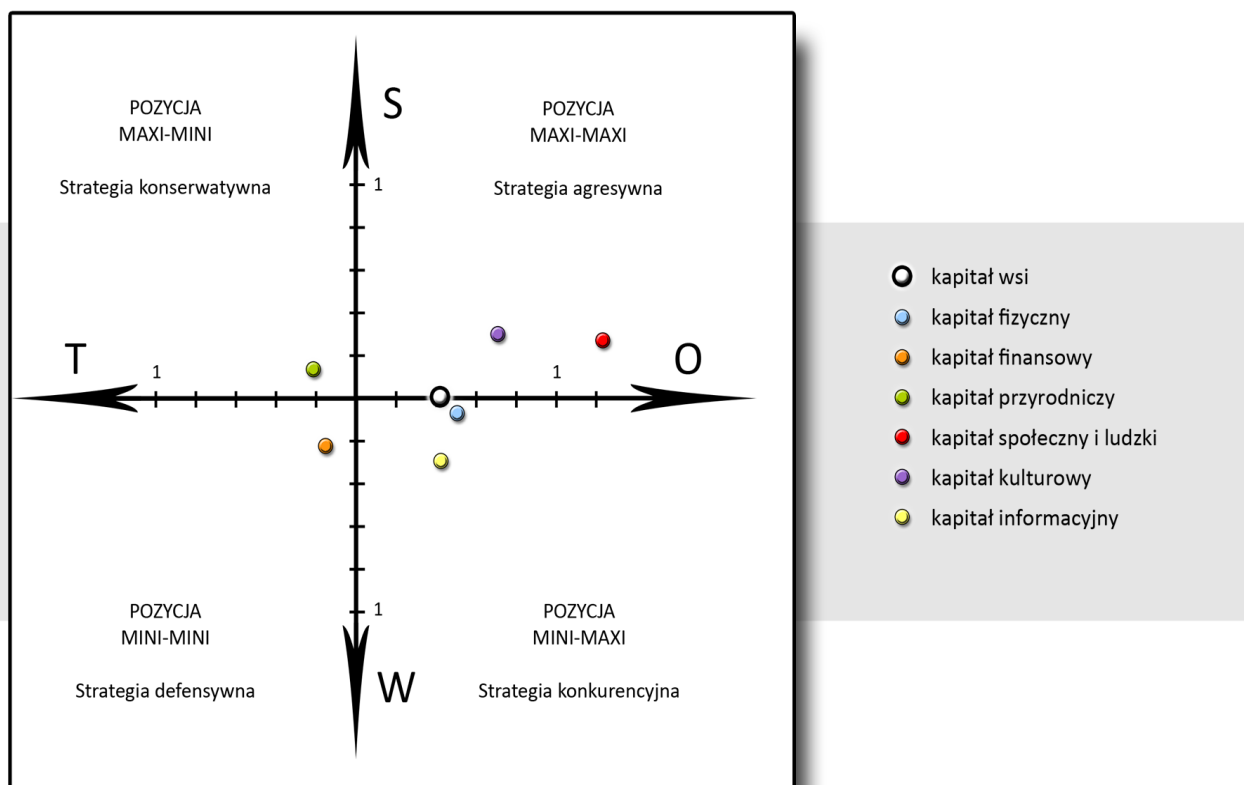 S
POZYCJA
MAXI-MINI
Strategia konserwatywna
POZYCJA
MAXI-MAXI
Strategia agresywna
1
T
1
1
O
1
W
POZYCJA
MINI-MINI
Strategia defensywna
POZYCJA
MINI-MAXI
Strategia konkurencyjna
kapitał wsi
kapitał fizyczny
kapitał finansowy
kapitał przyrodniczy
kapitał społeczny i ludzki
kapitał kulturowy
kapitał informacyjny